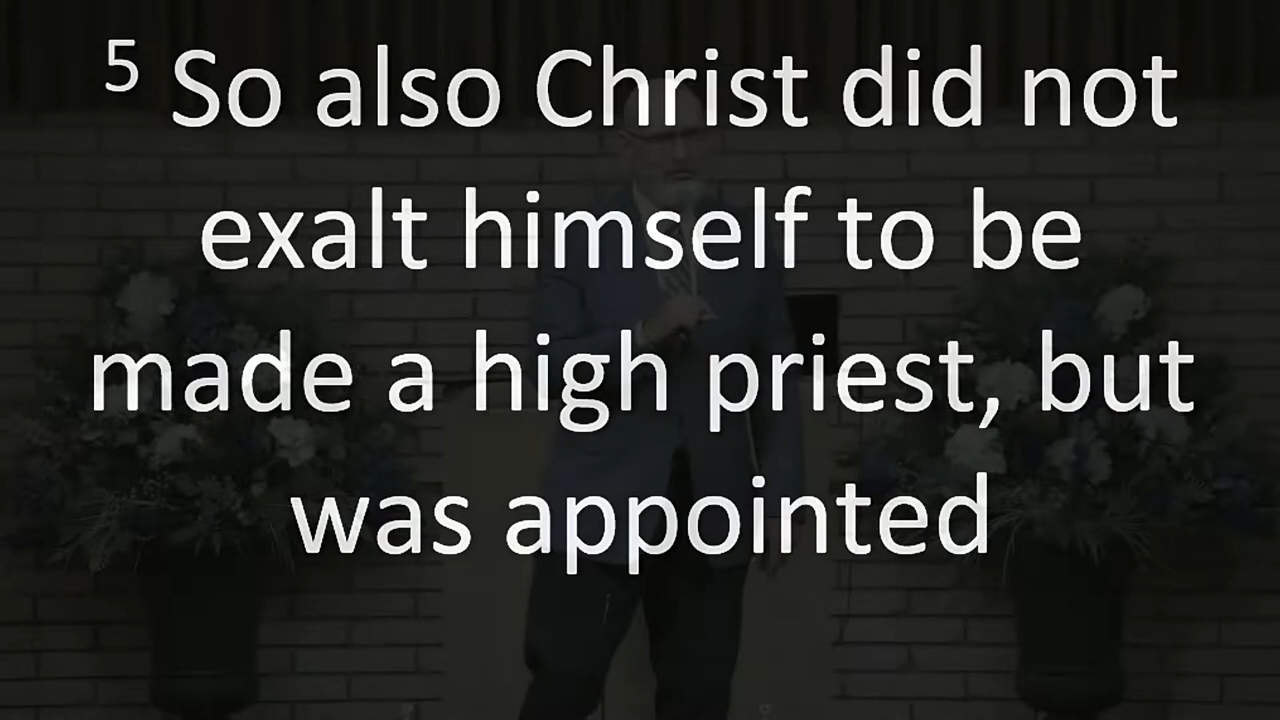 5 So also Christ did not
exalt himself to be
made a high priest, but
was appointed